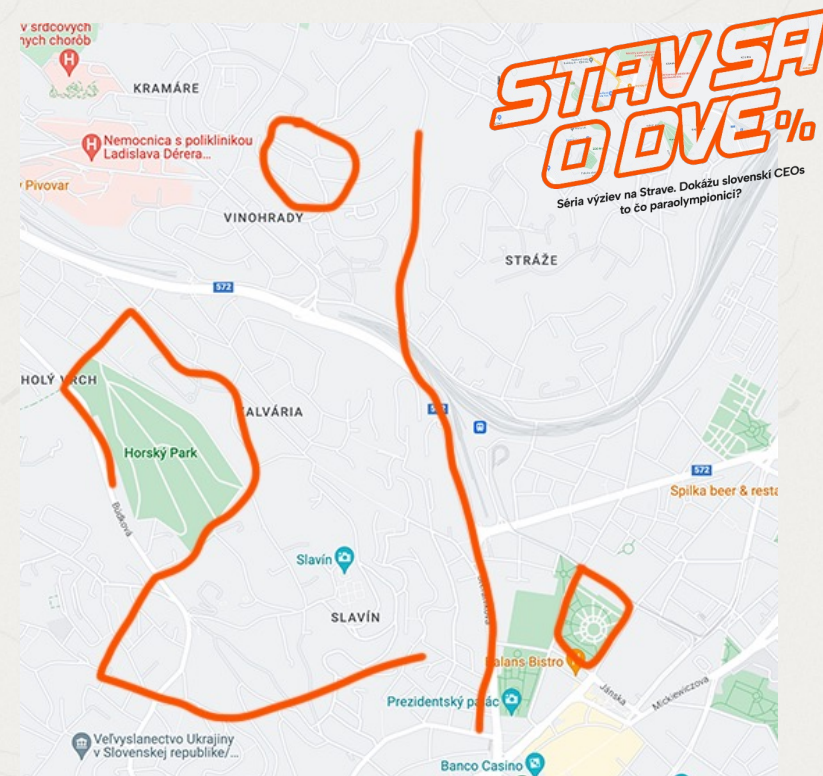 v srdcových
ných chorôb
KRAMÁRE
STAV SA
O DVE%
Nemocnica s poliklinikou
Ladislava Dérera...
Pivovar
Séria výziev na Strave. Dokážu slovenskí CEOs
to čo paraolympionici?
VINOHRADY
STRÁŽE
572
HOLÝ VRCH
KALVÁRIA
Horský Park
572
Spilka beer & resta
Búdková
Slavín
SLAVÍN
Balans Bistro
Prezidentský palác
Jánska
Mickiewiczova
Veľvyslanectvo Ukrajiny
v Slovenskej republike/...
Banco Casino